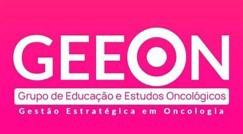 GEEON
Grupo de Educação e Estudos Oncológicos
Gestão Estratégica em Oncologia